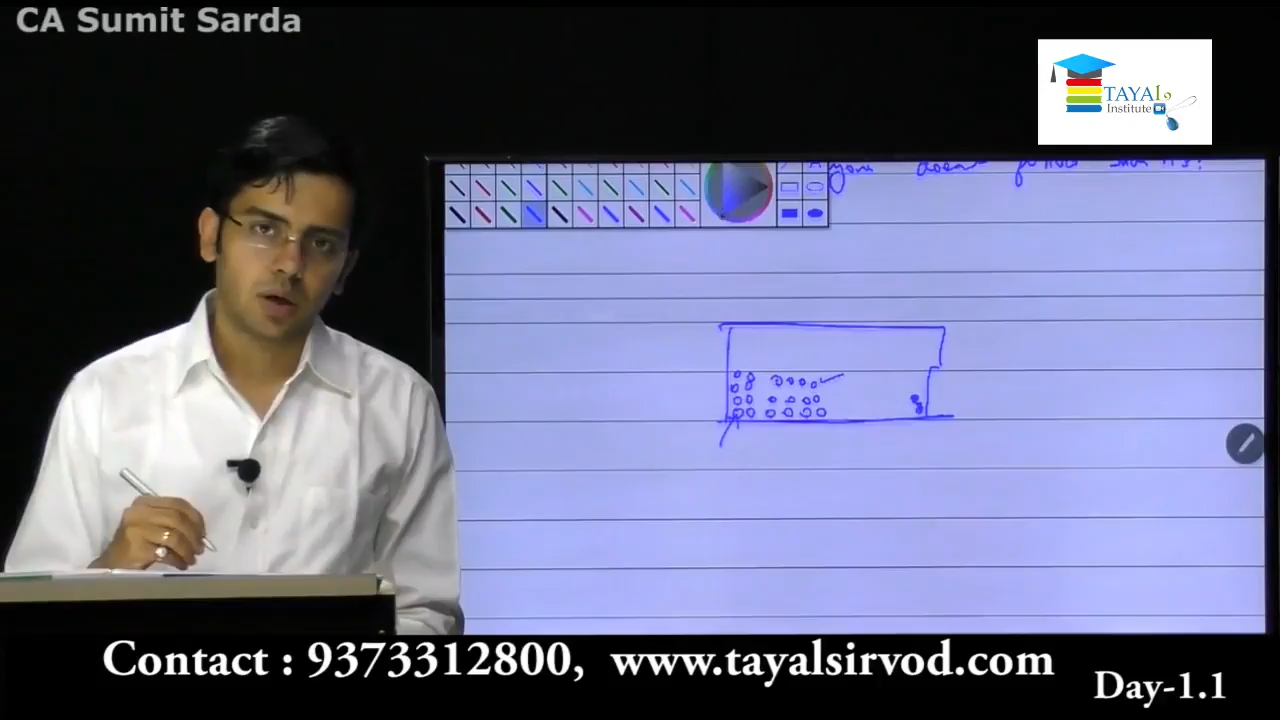 CA Sumit Sarda
TAYAL
Institute
Contact : 9373312800, www.tayalsirvod.com
Day-1.1